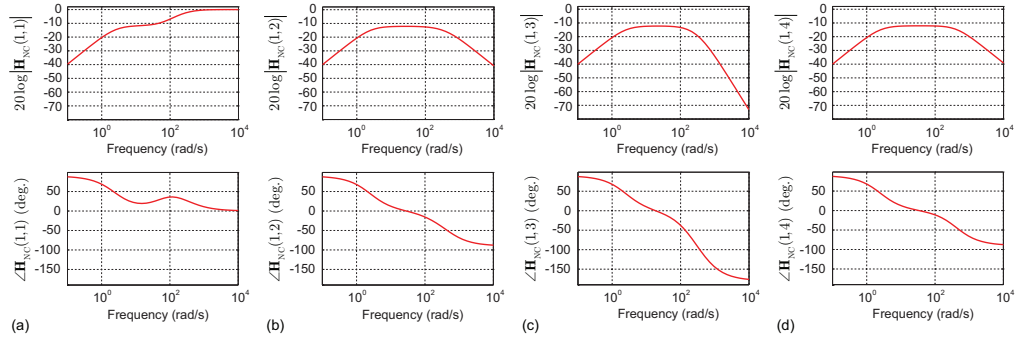 20 log|H_NC(1,1)|
0
-10
-20
-30
-40
-60
-70
10^0 10^2 10^4
Frequency (rad/s)
20 log|H_NC(1,2)|
0
-10
-20
-30
-40
-60
-70
10^0 10^2 10^4
Frequency (rad/s)
20 log|H_NC(1,3)|
0
-10
-20
-30
-40
-60
-70
10^0 10^2 10^4
Frequency (rad/s)
20 log|H_NC(1,4)|
0
-10
-20
-30
-40
-60
-70
10^0 10^2 10^4
Frequency (rad/s)
∠H_NC(1,1) (deg.)
50
0
-50
-100
-150
10^0 10^2 10^4
Frequency (rad/s)
(a)
∠H_NC(1,2) (deg.)
50
0
-50
-100
-150
10^0 10^2 10^4
Frequency (rad/s)
(b)
∠H_NC(1,3) (deg.)
50
0
-50
-100
-150
10^0 10^2 10^4
Frequency (rad/s)
(c)
∠H_NC(1,4) (deg.)
50
0
-50
-100
-150
10^0 10^2 10^4
Frequency (rad/s)
(d)